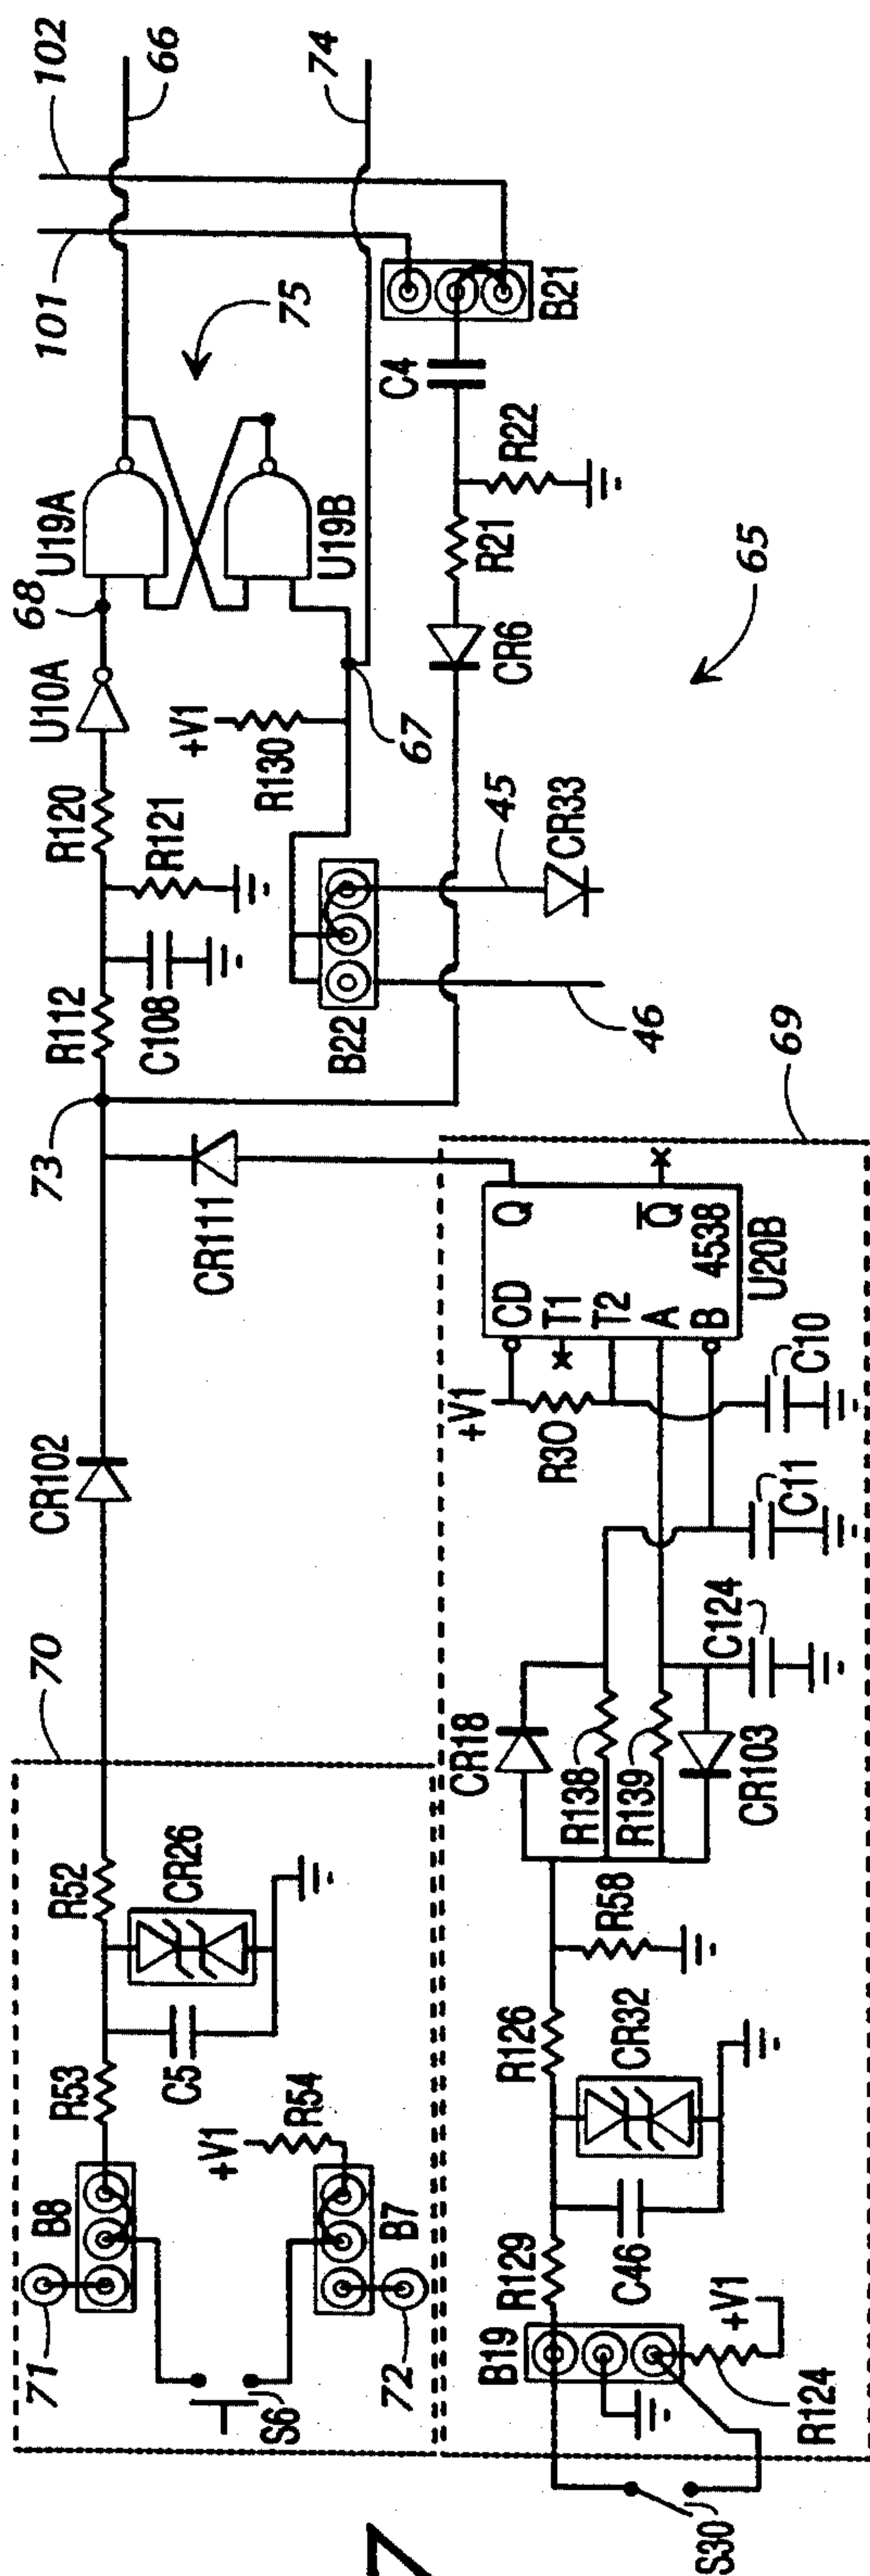 102
66
101
74
75
U19A
68
U10A
U19B
B21
C4
R22
R21
CR6
65
+V1
R130
67
R120
R121
45
CR33
R112
C108
B22
46
73
CR111
69
CR102
Q
Q
CD
T1
T2
A
B
4538
U20B
+V1
R30
C10
C11
C124
CR18
R138
R139
CR103
R58
70
R52
CR26
R53
C5
+V1
R54
B8
B7
71
72
S6
R126
CR32
R129
C46
B19
+V1
R124
S30
7